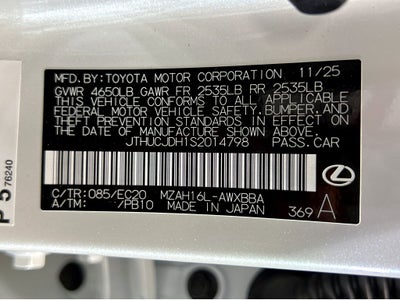 MFD. BY: TOYOTA MOTOR CORPORATION 11/25
GVWR 4650LB GAWR FR 2535LB RR 2535LB
THIS VEHICLE CONFORMS TO ALL APPLICABLE
FEDERAL MOTOR VEHICLE SAFETY, BUMPER, AND
THEFT PREVENTION STANDARDS IN EFFECT ON
THE DATE OF MANUFACTURE SHOWN ABOVE.
JTHUCJDH1S2014798 PASS.CAR
C/TR: 085/EC20 MZAH16L-AWXBBA
A/TM: /PB10 MADE IN JAPAN 369 A
P 5 76240